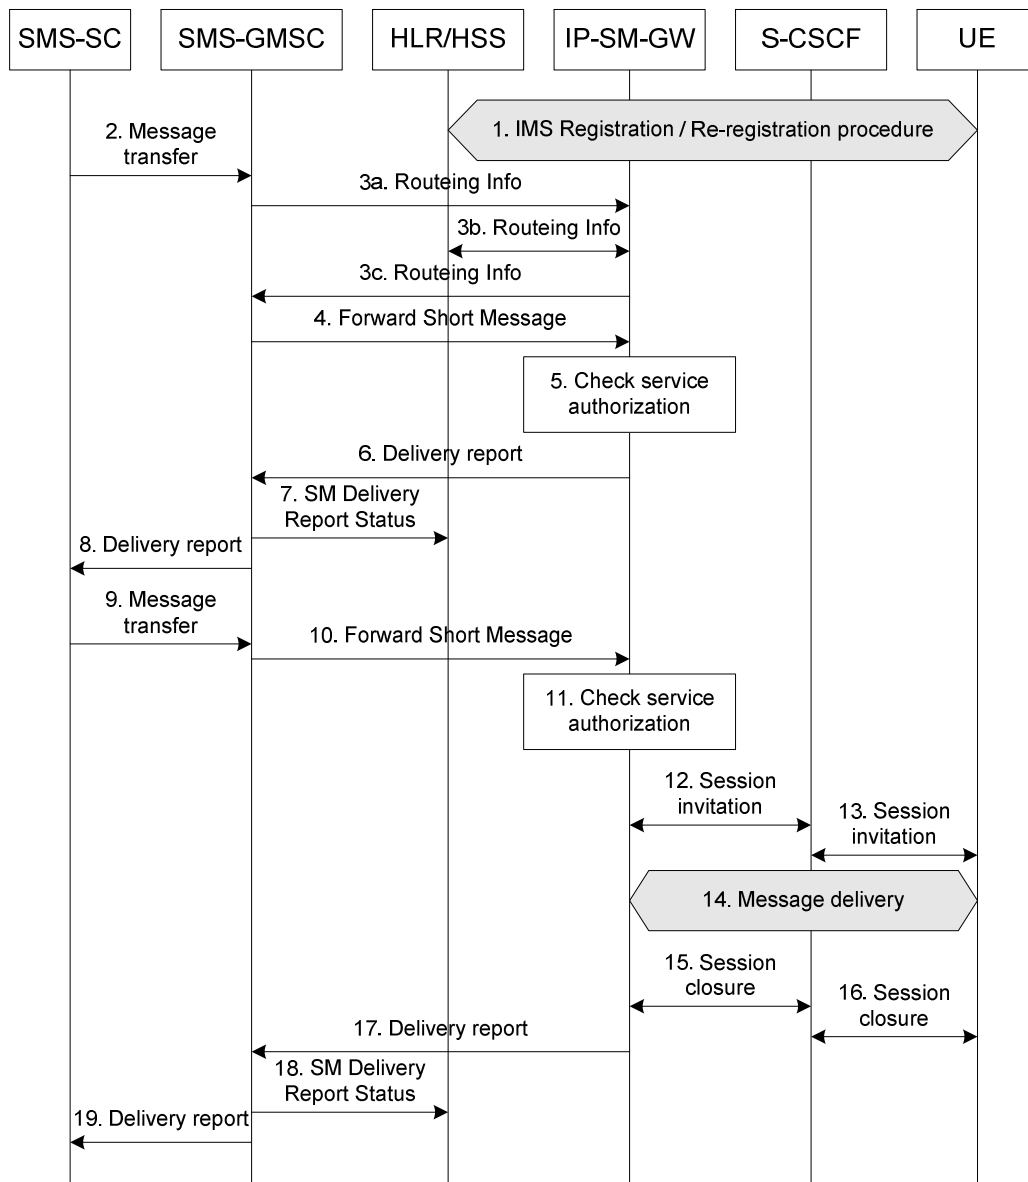 SMS-SC
SMS-GMSC
HLR/HSS
IP-SM-GW
S-CSCF
UE
1. IMS Registration / Re-registration procedure
2. Message
transfer
3a. Routeing Info
3b. Routeing Info
3c. Routeing Info
4. Forward Short Message
5. Check service
authorization
6. Delivery report
7. SM Delivery
Report Status
8. Delivery report
9. Message
transfer
10. Forward Short Message
11. Check service
authorization
12. Session
invitation
13. Session
invitation
14. Message delivery
15. Session
closure
16. Session
closure
17. Delivery report
18. SM Delivery
Report Status
19. Delivery report